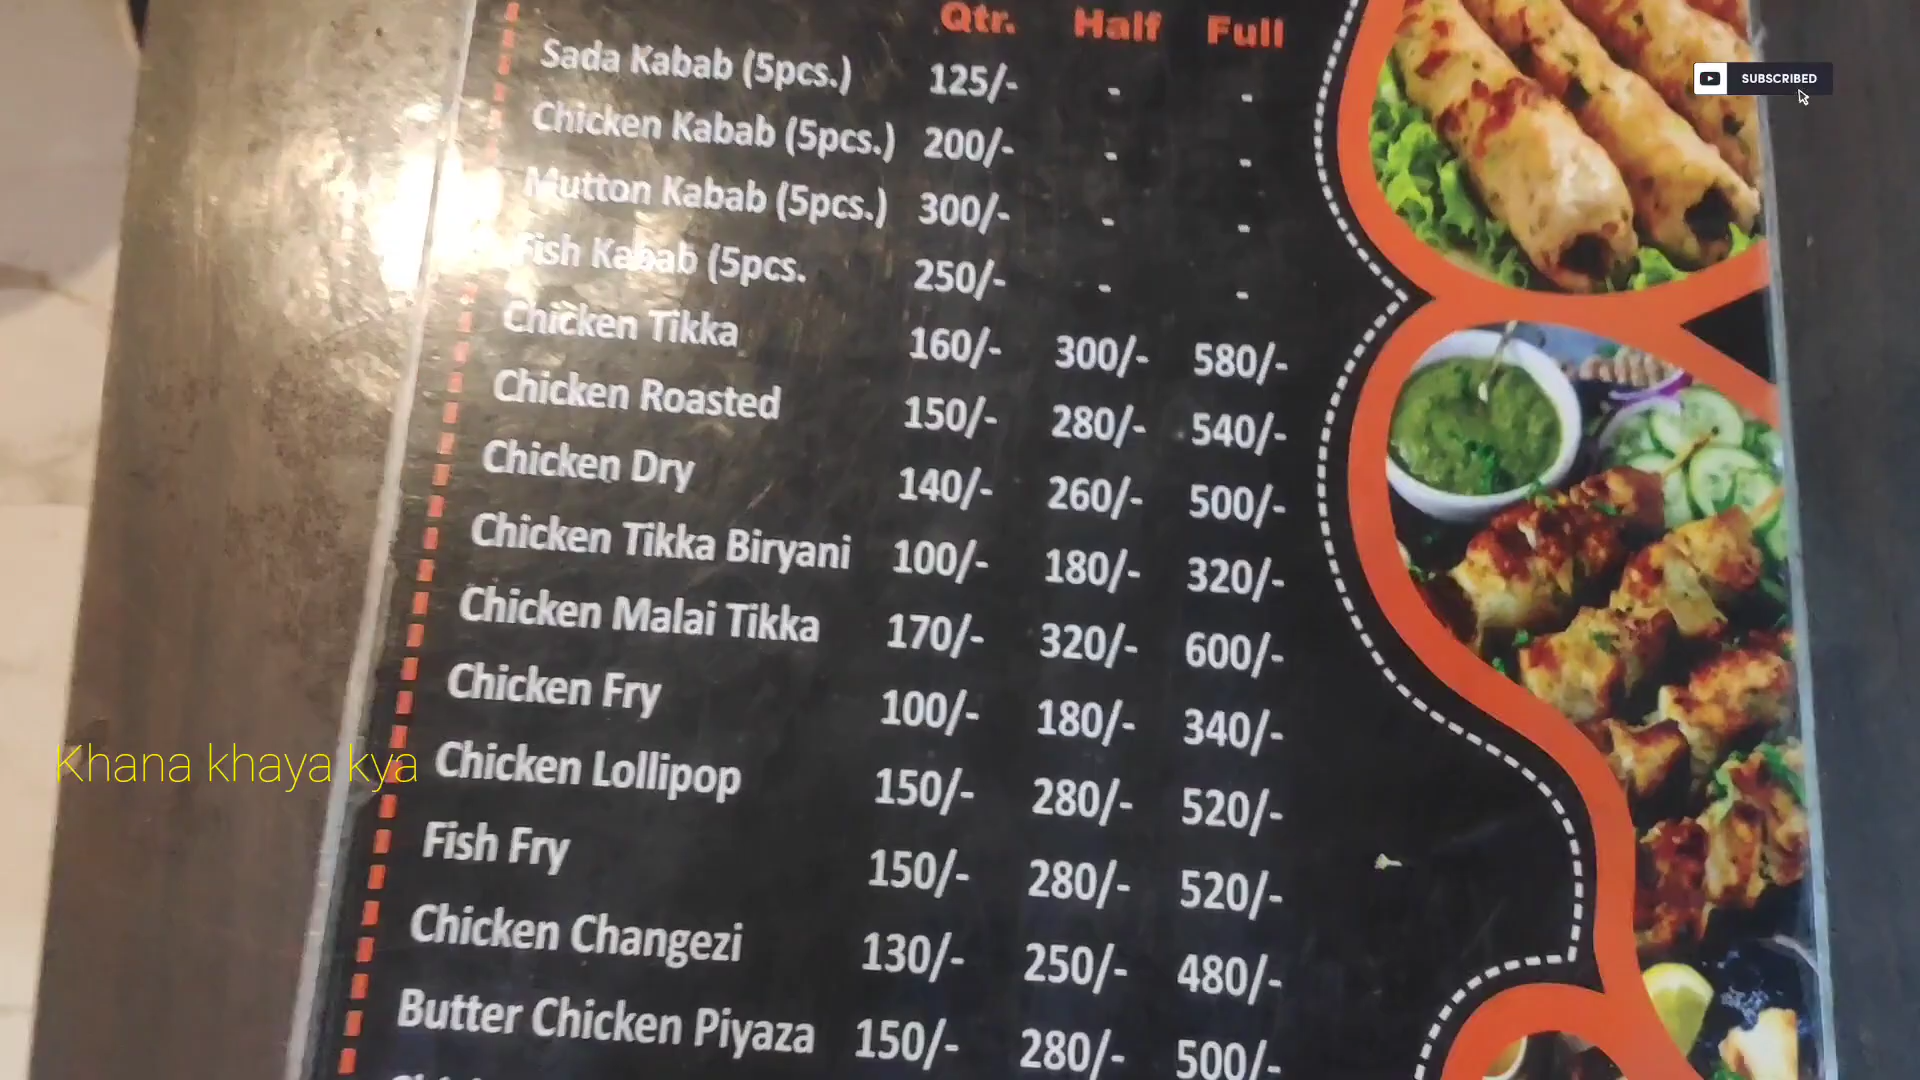 Qtr. Half Full
Sada Kabab (5pcs.) 125/- - -
Chicken Kabab (5pcs.) 200/- - -
Mutton Kabab (5pcs.) 300/- - -
Fish Kabab (5pcs. 250/- - -
Chicken Tikka 160/- 300/- 580/-
Chicken Roasted 150/- 280/- 540/-
Chicken Dry 140/- 260/- 500/-
Chicken Tikka Biryani 100/- 180/- 320/-
Chicken Malai Tikka 170/- 320/- 600/-
Chicken Fry 100/- 180/- 340/-
Chicken Lollipop 150/- 280/- 520/-
Fish Fry 150/- 280/- 520/-
Chicken Changezi 130/- 250/- 480/-
Butter Chicken Piyaza 150/- 280/- 500/-
SUBSCRIBED
Khana khaya kya